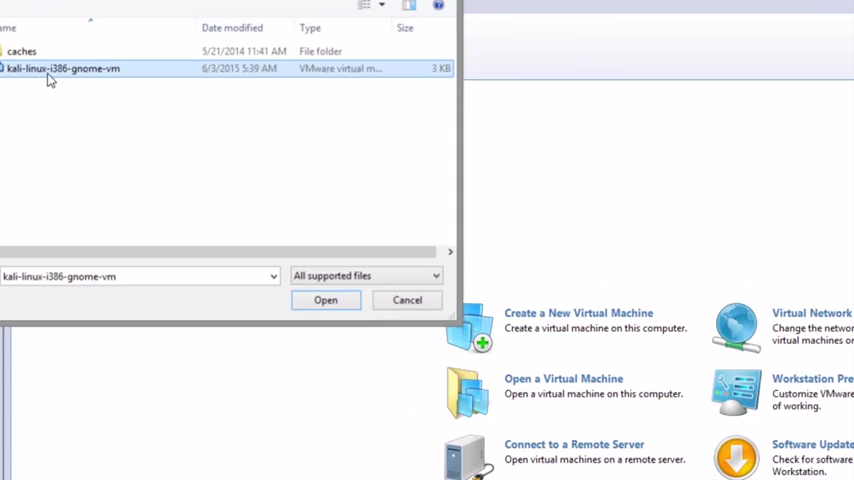 ame Date modified Type Size
caches 5/21/2014 11:41 AM File folder
kali-linux-i386-gnome-vm 6/3/2015 5:39 AM VMware virtual m... 3 KB
kali-linux-i386-gnome-vm All supported files
Open Cancel
Create a New Virtual Machine
Create a virtual machine on this computer.
Virtual Network
Change the netwo
virtual machines o
Open a Virtual Machine
Open a virtual machine on this computer.
Workstation Pre
Customize VMware
of working.
Connect to a Remote Server
Open virtual machines on a remote server.
Software Update
Check for software
Workstation.